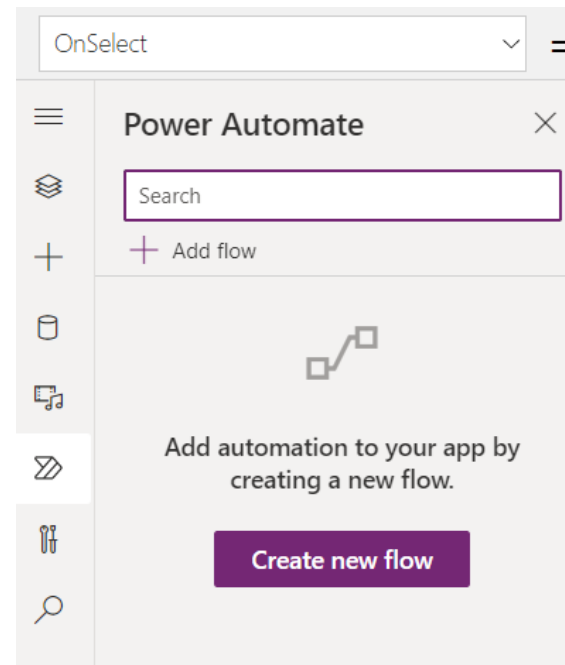 OnSelect =
Power Automate
Search
Add flow
Add automation to your app by
creating a new flow.
Create new flow